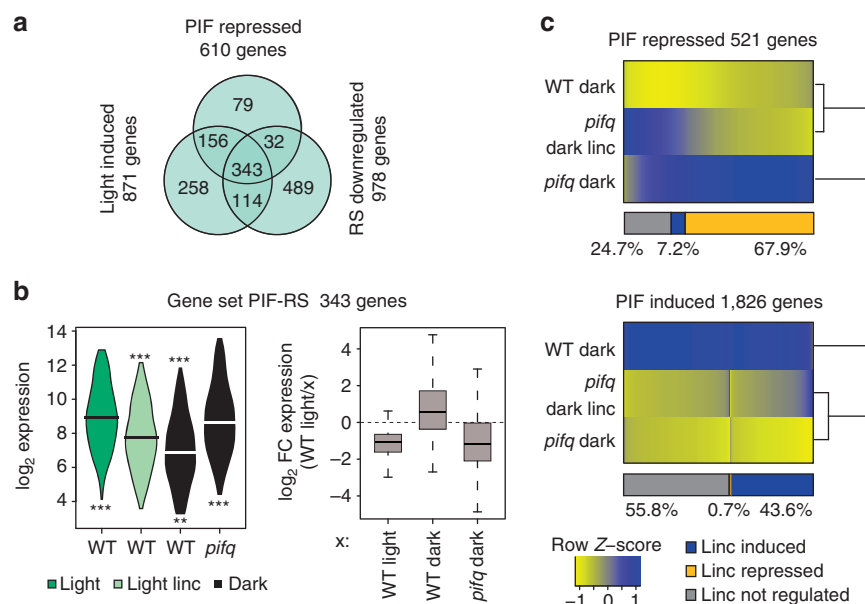 a
PIF repressed
610 genes
Light induced
871 genes
RS downregulated
978 genes
79
156
32
343
258
489
114
b
Gene set PIF-RS 343 genes
log2 expression
14
12
10
8
6
4
***
***
***
**
***
WT
WT
WT
pifq
Light
Light linc
Dark
log2 FC expression
(WT light/x)
4
2
0
−2
−4
x:
WT light
WT dark
pifq dark
c
PIF repressed 521 genes
WT dark
pifq
dark linc
pifq dark
24.7%
7.2%
67.9%
PIF induced 1,826 genes
WT dark
pifq
dark linc
pifq dark
55.8%
0.7%
43.6%
Row Z−score
−1 0 1
Linc induced
Linc repressed
Linc not regulated